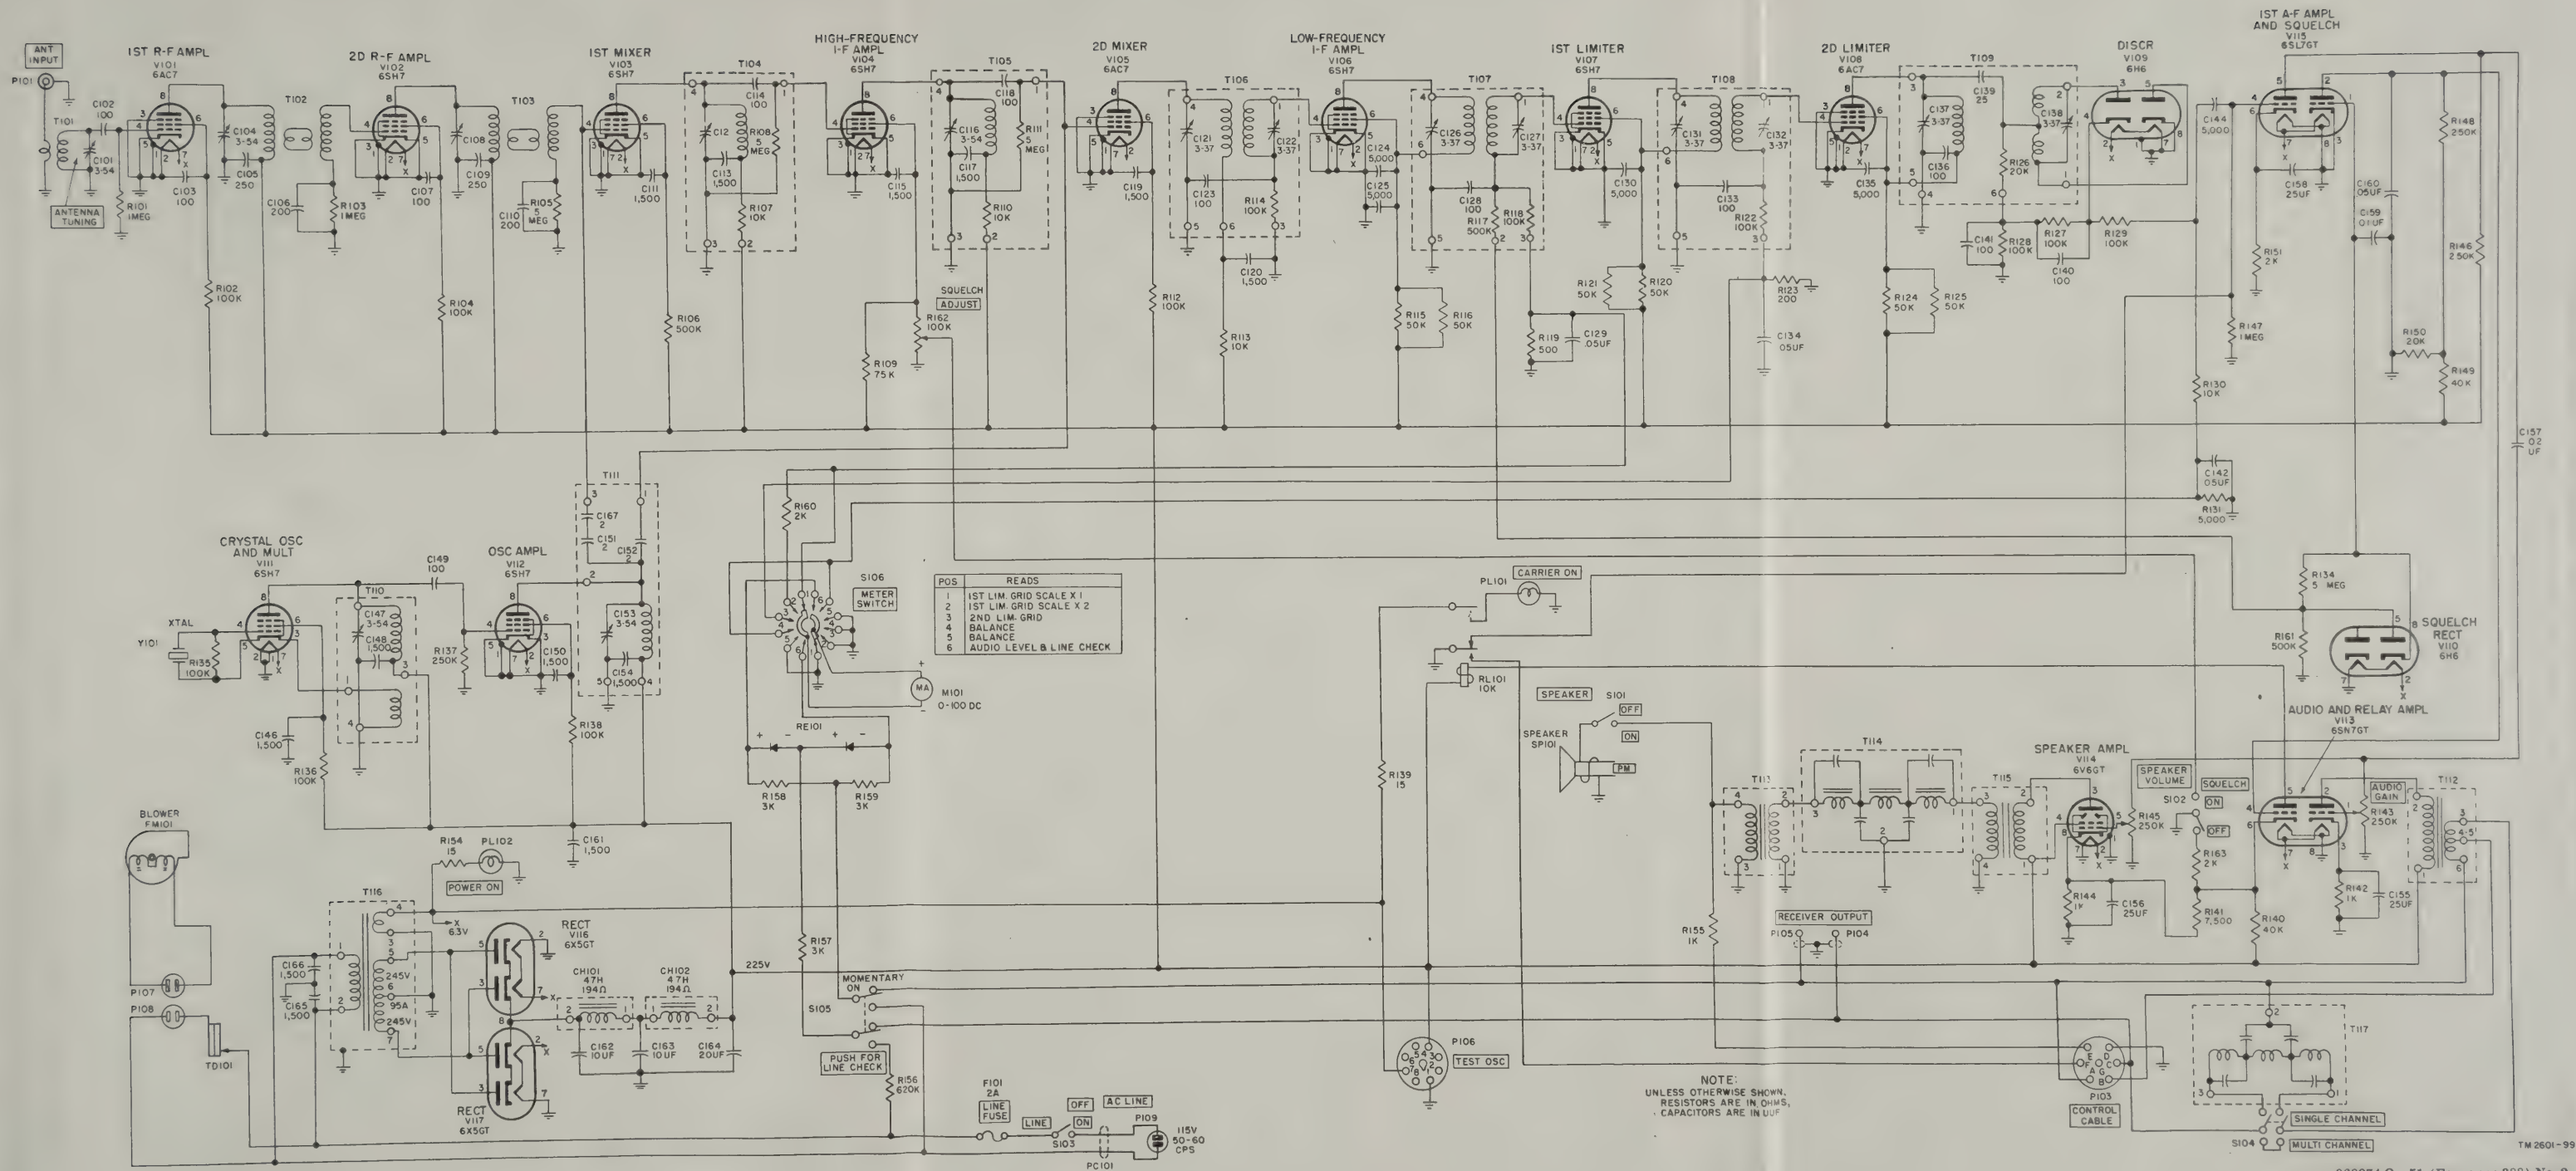 ANT
INPUT
P101
1ST R-F AMPL
V101
6AC7
T101
C102
100
C101
3-54
ANTENNA
TUNING
R101
1MEG
C103
100
R102
100K
C104
3-54
C105
250
T102
2D R-F AMPL
V102
6SH7
C106
200
R103
1MEG
C107
100
R104
100K
C108
C109
250
T103
C110
200
R105
5
MEG
1ST MIXER
V103
6SH7
C111
1,500
R106
500K
T104
C114
100
C12
C113
1,500
R108
5
MEG
R107
10K
HIGH-FREQUENCY
I-F AMPL
V104
6SH7
C115
1,500
SQUELCH
ADJUST
R162
100K
R109
75K
T105
C118
100
C116
3-54
C117
1,500
R111
5
MEG
R110
10K
2D MIXER
V105
6AC7
C119
1,500
R112
100K
T106
C121
3-37
C122
3-37
C123
100
R114
100K
C120
1,500
R113
10K
LOW-FREQUENCY
I-F AMPL
V106
6SH7
C124
5,000
C125
5,000
R115
50K
R116
50K
T107
C126
3-37
C127
3-37
C128
100
R117
500K
R118
100K
R119
500
C129
.05UF
1ST LIMITER
V107
6SH7
C130
5,000
R121
50K
R120
50K
T108
C131
3-37
C132
3-37
C133
100
R122
100K
R123
200
C134
.05UF
2D LIMITER
V108
6AC7
C135
5,000
R124
50K
R125
50K
T109
C139
25
C137
3-37
C138
3-37
C136
100
R126
20K
C141
100
R128
100K
R127
100K
R129
100K
C140
100
DISCR
V109
6H6
1ST A-F AMPL
AND SQUELCH
V115
6SL7GT
C144
5,000
C158
25UF
R151
2K
R147
1MEG
R130
10K
C142
.05UF
R131
5,000
C160
.05UF
C159
R148
250K
R146
250K
R150
20K
R149
40K
C157
.02
UF
CRYSTAL OSC
AND MULT
V111
6SH7
XTAL
Y101
R135
100K
C146
1,500
R136
100K
T110
C147
3-54
C148
1,500
C149
100
R137
250K
OSC AMPL
V112
6SH7
C150
1,500
R138
100K
T111
C167
2
C151
2
C152
2
C153
3-54
C154
1,500
C161
1,500
R160
2K
S106
METER
SWITCH
POS READS
1 1ST LIM. GRID SCALE X 1
2 1ST LIM. GRID SCALE X 2
3 2ND LIM. GRID
4 BALANCE
5 BALANCE
6 AUDIO LEVEL & LINE CHECK
MA
M101
0-100 DC
RE101
R158
3K
R159
3K
R157
3K
PL101
CARRIER ON
RL101
10K
R139
15
SPEAKER
S101
OFF
ON
SPEAKER
SP101
PM
T113
T114
T115
R155
1K
SPEAKER AMPL
V114
6V6GT
R144
1K
C156
25UF
R145
250K
SPEAKER
VOLUME
SQUELCH
S102
ON
OFF
R163
2K
R141
7,500
R140
40K
R134
5 MEG
R161
500K
SQUELCH
RECT
V110
6H6
AUDIO AND RELAY AMPL
V113
6SN7GT
AUDIO
GAIN
R143
250K
R142
1K
C155
25UF
T112
BLOWER
FM101
P107
P108
TD101
C166
1,500
C165
1,500
T116
245V
95A
245V
R154
15
PL102
POWER ON
6.3V
RECT
V116
6X5GT
RECT
V117
6X5GT
CH101
47H
194Ω
CH102
47H
194Ω
225V
C162
10UF
C163
10UF
C164
20UF
MOMENTARY
ON
S105
PUSH FOR
LINE CHECK
R156
620K
F101
2A
LINE
FUSE
LINE
OFF
ON
S103
AC LINE
PC101
P109
115V
50-60
CPS
P106
TEST OSC
RECEIVER OUTPUT
P105
P104
NOTE:
UNLESS OTHERWISE SHOWN,
RESISTORS ARE IN OHMS,
CAPACITORS ARE IN UUF
P103
CONTROL
CABLE
T117
SINGLE CHANNEL
S104
MULTI CHANNEL
TM 2601-99